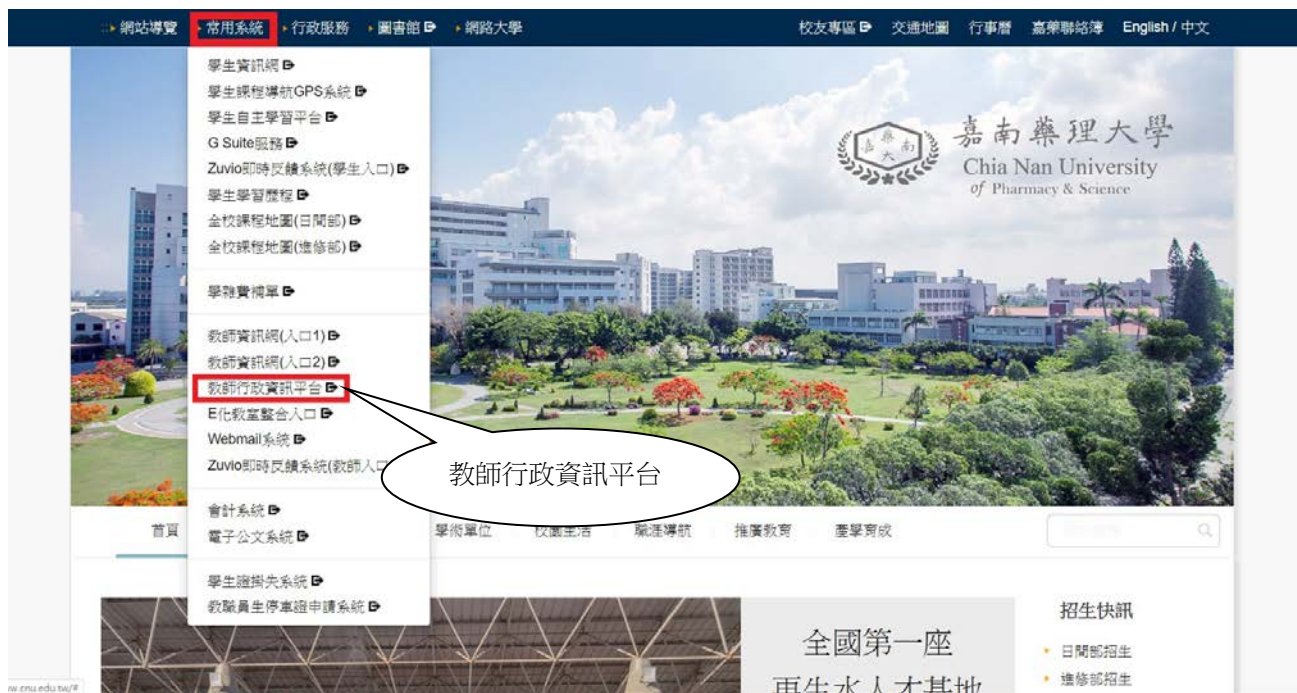 網站導覽 常用系統 行政服務 圖書館 網路大學 校友專區 交通地圖 行事曆 嘉藥聯絡簿 English / 中文
學生資訊網
學生課程導航GPS系統
學生自主學習平台
G Suite服務
Zuvio即時反饋系統(學生入口)
學生學習歷程
全校課程地圖(日間部)
全校課程地圖(進修部)
學雜費補單
教師資訊網(入口1)
教師資訊網(入口2)
教師行政資訊平台
E化教室整合入口
Webmail系統
Zuvio即時反饋系統(教師入口
會計系統
電子公文系統
學生證掛失系統
教職員生停車證申請系統
嘉南藥理大學
Chia Nan University
of Pharmacy & Science
嘉藥南大
教師行政資訊平台
首頁 學術單位 校園生活 職涯導航 推廣教育 產學育成
全國第一座
再生水人才基地
招生快訊
日間部招生
進修部招生
w.cnu.edu.tw/#